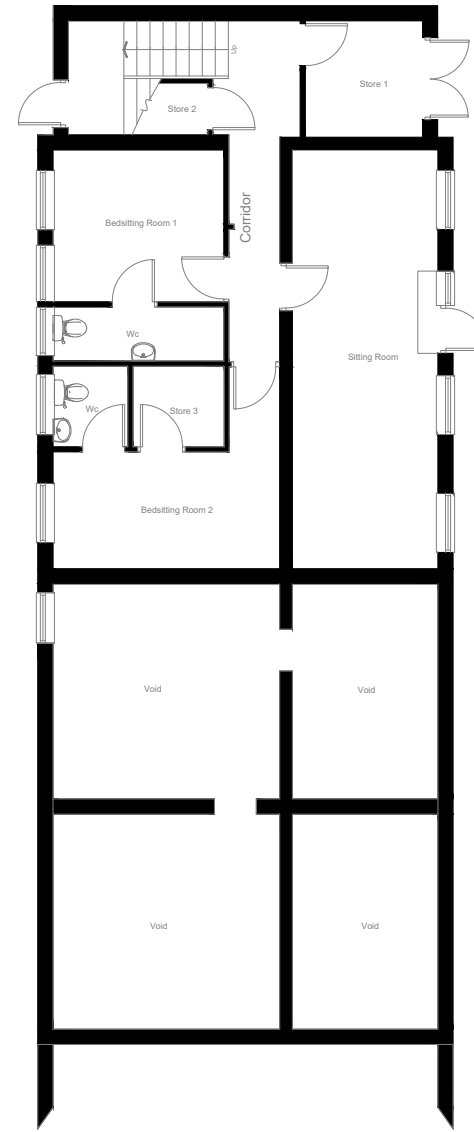 Up
Store 1
Store 2
Corridor
Bedsitting Room 1
Wc
Sitting Room
Wc
Store 3
Bedsitting Room 2
Void
Void
Void
Void